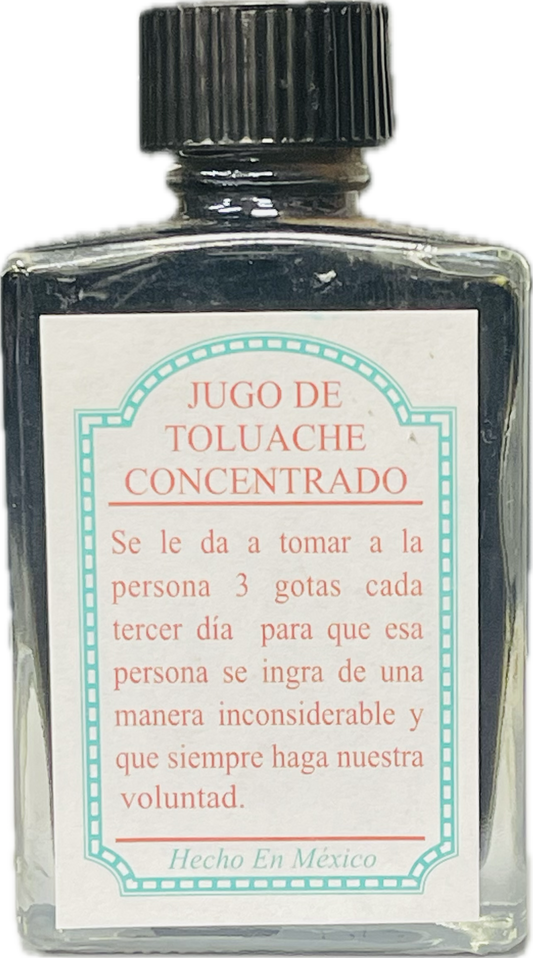 JUGO DE
TOLUACHE
CONCENTRADO
Se le da a tomar a la
persona 3 gotas cada
tercer día para que esa
persona se ingra de una
manera inconsiderable y
que siempre haga nuestra
voluntad.
Hecho En México